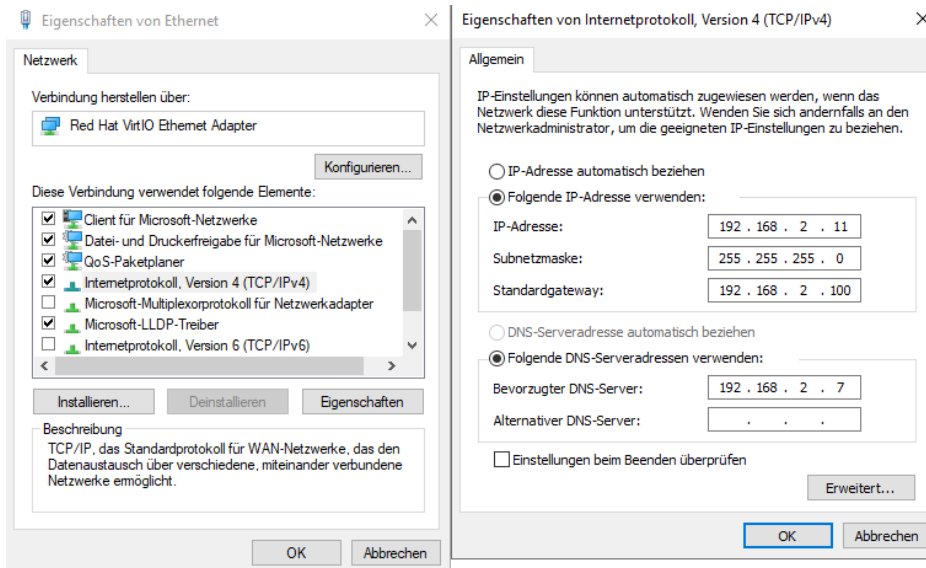 Eigenschaften von Ethernet
Netzwerk
Verbindung herstellen über:
Red Hat VirtIO Ethernet Adapter
Konfigurieren...
Diese Verbindung verwendet folgende Elemente:
Client für Microsoft-Netzwerke
Datei- und Druckerfreigabe für Microsoft-Netzwerke
QoS-Paketplaner
Internetprotokoll, Version 4 (TCP/IPv4)
Microsoft-Multiplexorprotokoll für Netzwerkadapter
Microsoft-LLDP-Treiber
Internetprotokoll, Version 6 (TCP/IPv6)
Installieren...
Deinstallieren
Eigenschaften
Beschreibung
TCP/IP, das Standardprotokoll für WAN-Netzwerke, das den
Datenaustausch über verschiedene, miteinander verbundene
Netzwerke ermöglicht.
OK
Abbrechen
Eigenschaften von Internetprotokoll, Version 4 (TCP/IPv4)
Allgemein
IP-Einstellungen können automatisch zugewiesen werden, wenn das
Netzwerk diese Funktion unterstützt. Wenden Sie sich andernfalls an den
Netzwerkadministrator, um die geeigneten IP-Einstellungen zu beziehen.
IP-Adresse automatisch beziehen
Folgende IP-Adresse verwenden:
IP-Adresse: 192 . 168 . 2 . 11
Subnetzmaske: 255 . 255 . 255 . 0
Standardgateway: 192 . 168 . 2 . 100
DNS-Serveradresse automatisch beziehen
Folgende DNS-Serveradressen verwenden:
Bevorzugter DNS-Server: 192 . 168 . 2 . 7
Alternativer DNS-Server: . . .
Einstellungen beim Beenden überprüfen
Erweitert...
OK
Abbrechen